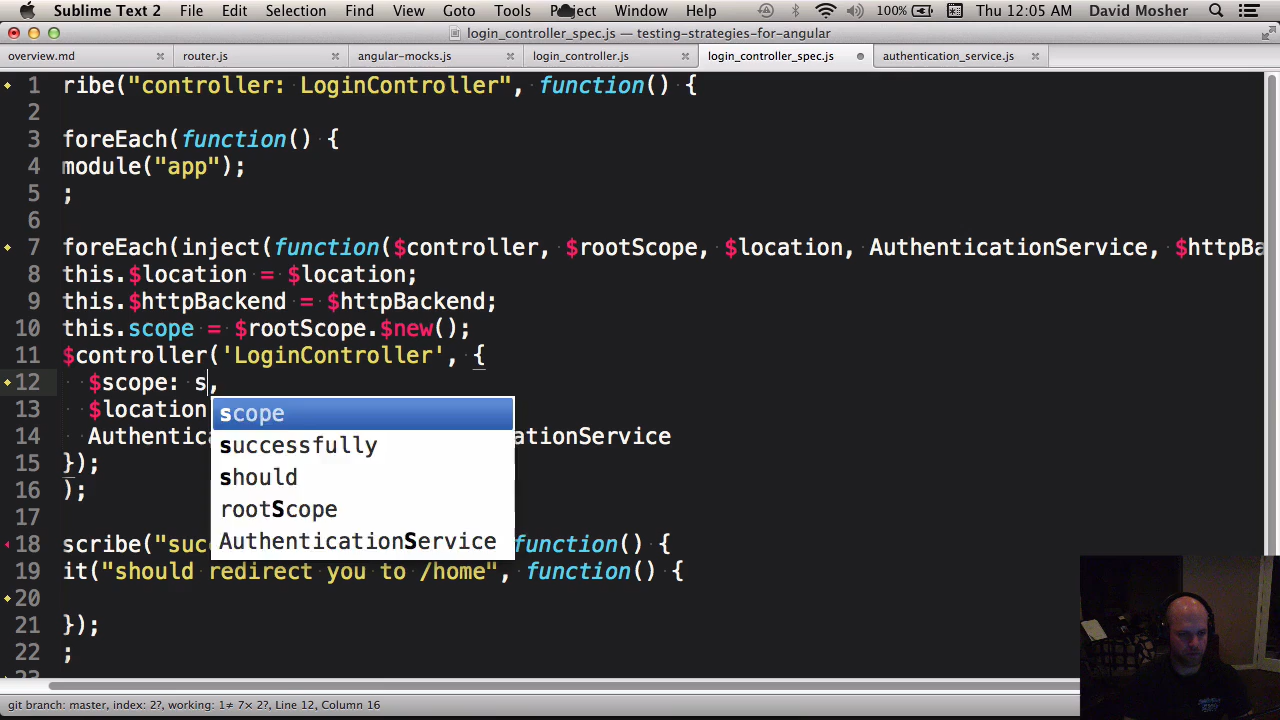 Sublime Text 2 File Edit Selection Find View Goto Tools Project Window Help 100% Thu 12:05 AM David Mosher
login_controller_spec.js — testing-strategies-for-angular
overview.md router.js angular-mocks.js login_controller.js login_controller_spec.js authentication_service.js
1 ribe("controller: LoginController", function() {
2
3 foreEach(function() {
4 module("app");
5 ;
6
7 foreEach(inject(function($controller, $rootScope, $location, AuthenticationService, $httpBa
8 this.$location = $location;
9 this.$httpBackend = $httpBackend;
10 this.scope = $rootScope.$new();
11 $controller('LoginController', {
12 $scope: s,
13 $location
14 Authentica ationService
15 });
16 );
17
18 scribe("suc function() {
19 it("should redirect you to /home", function() {
20
21 });
22 ;
23
scope
successfully
should
rootScope
AuthenticationService
git branch: master, index: 2?, working: 1≠ 7× 2?, Line 12, Column 16